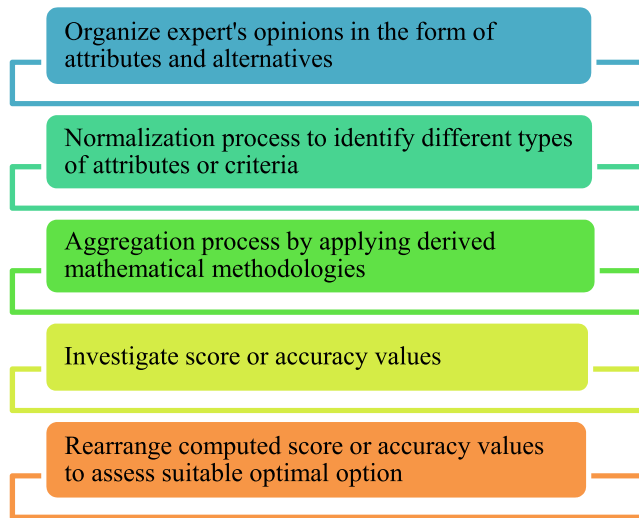 Organize expert's opinions in the form of
attributes and alternatives
Normalization process to identify different types
of attributes or criteria
Aggregation process by applying derived
mathematical methodologies
Investigate score or accuracy values
Rearrange computed score or accuracy values
to assess suitable optimal option